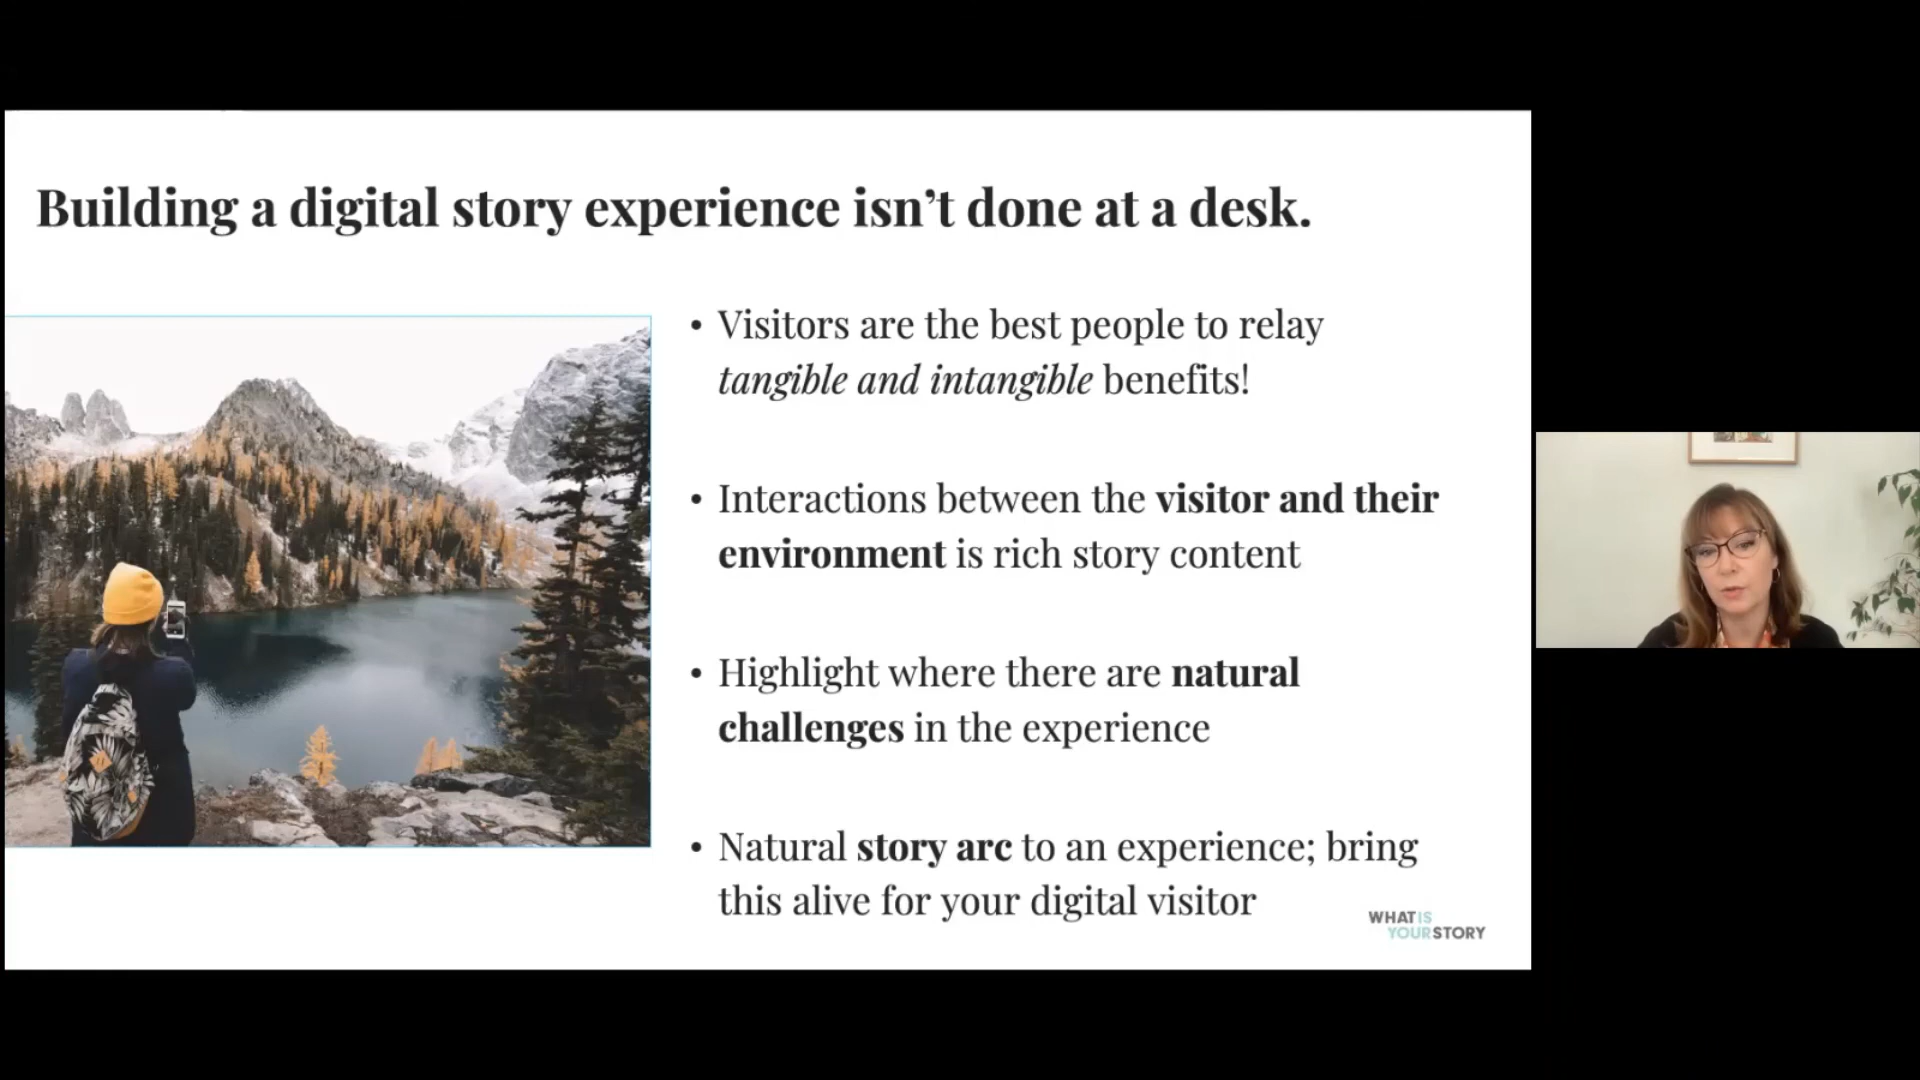 Building a digital story experience isn’t done at a desk.
• Visitors are the best people to relay
tangible and intangible benefits!
• Interactions between the visitor and their
environment is rich story content
• Highlight where there are natural
challenges in the experience
• Natural story arc to an experience; bring
this alive for your digital visitor
WHAT IS
YOUR STORY